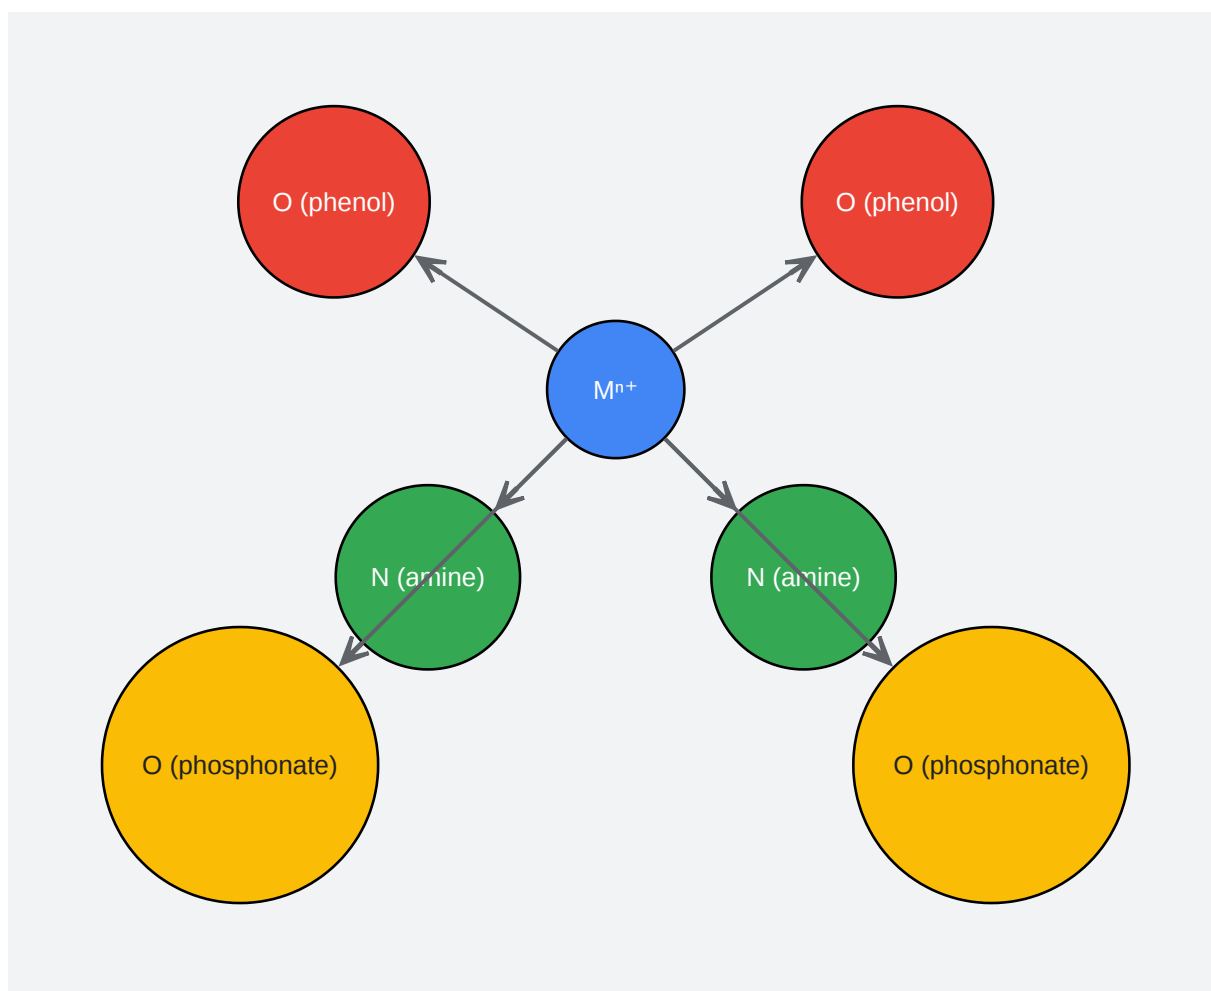 O (phenol)
O (phenol)
Mⁿ⁺
N (amine)
N (amine)
O (phosphonate)
O (phosphonate)